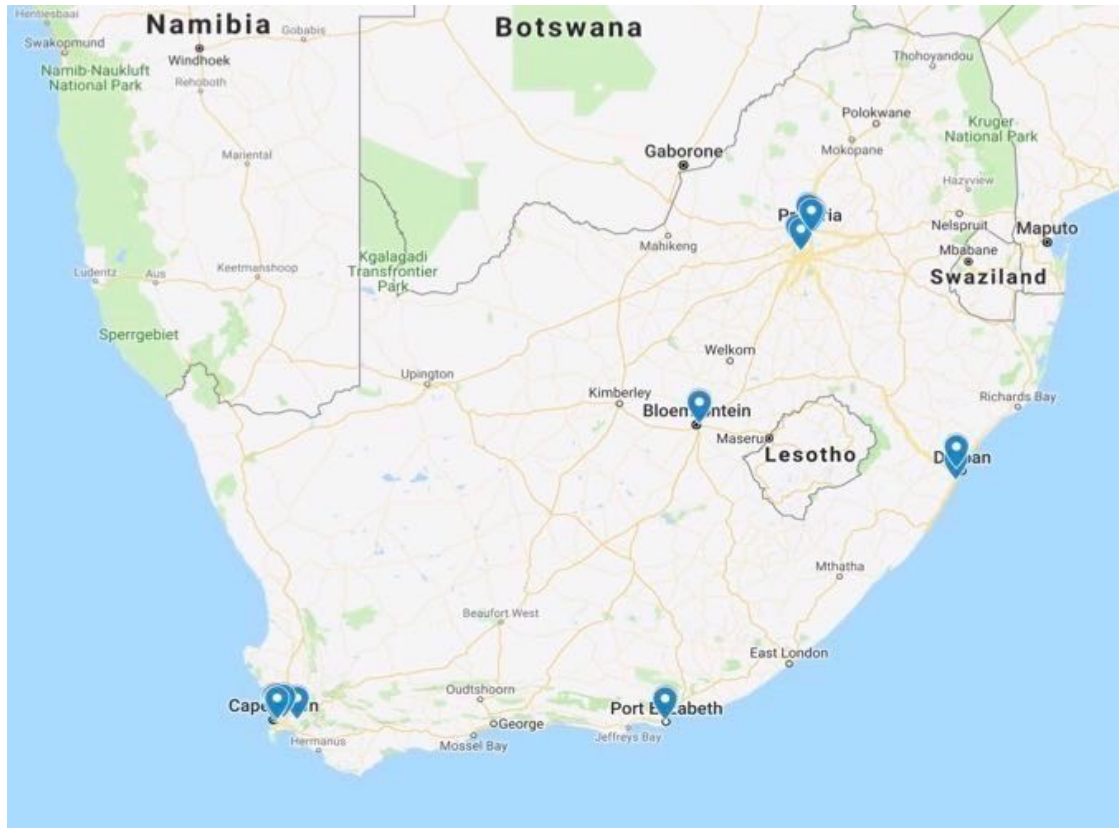 Hentiesbaai
Namibia
Gobabis
Botswana
Swakopmund
Windhoek
Thohoyandou
Namib-Naukluft
National Park
Rehoboth
Polokwane
Kruger
National Park
Mokopane
Gaborone
Mariental
Hazyview
Nelspruit
Mahikeng
Maputo
Mbabane
Kgalagadi
Transfrontier
Park
Keetmanshoop
Luderitz
Aus
Swaziland
Sperrgebiet
Welkom
Upington
Kimberley
Richards Bay
Maseru
Lesotho
Mthatha
Beaufort West
East London
Oudtshoorn
George
Port
Jeffreys Bay
Hermanus
Mossel Bay